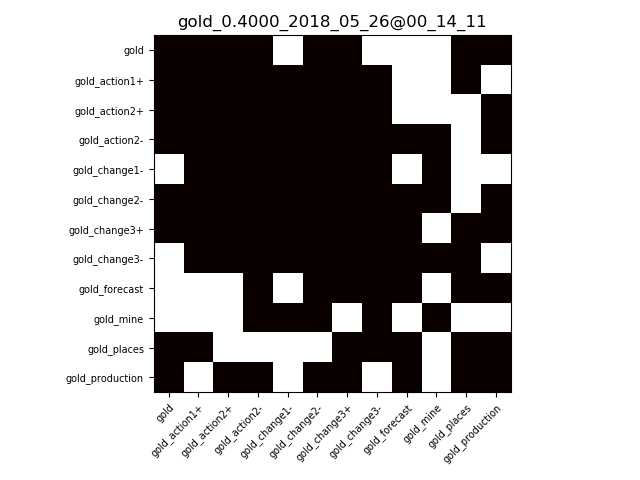 gold_0.4000_2018_05_26@00_14_11
gold
gold_action1+
gold_action2+
gold_action2-
gold_change1-
gold_change2-
gold_change3+
gold_change3-
gold_forecast
gold_mine
gold_places
gold_production
gold
gold_action1+
gold_action2+
gold_action2-
gold_change1-
gold_change2-
gold_change3+
gold_change3-
gold_forecast
gold_mine
gold_places
gold_production